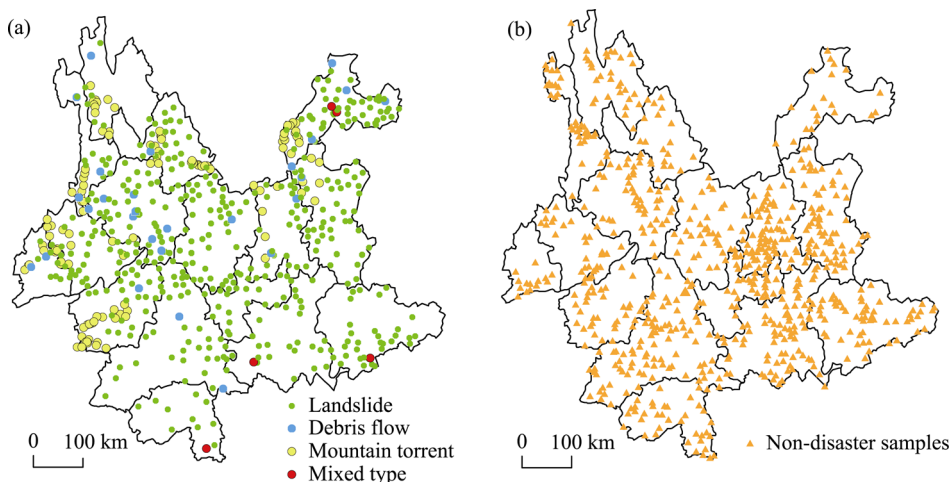 (a)
(b)
Landslide
Debris flow
Mountain torrent
Mixed type
0 100 km
Non-disaster samples
0 100 km